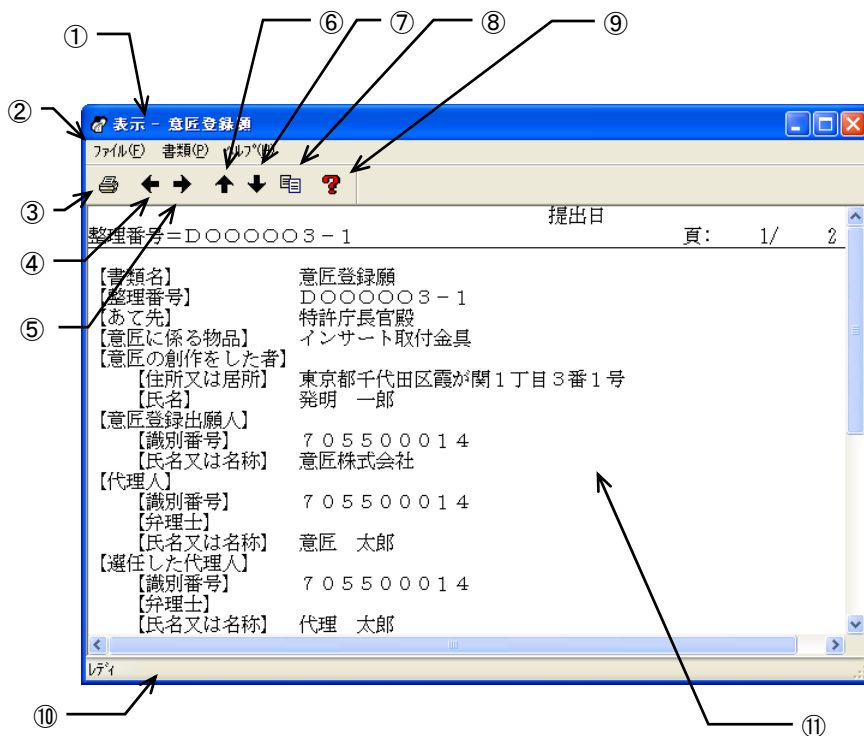 ⑥ ⑦ ⑧ ⑨
①
②
表示 - 意匠登録願
ファイル(F) 書類(P) ヘルプ(H)
③
提出日
整理番号=D000003-1 頁: 1/ 2
④
⑤
【書類名】 意匠登録願
【整理番号】 D000003-1
【あて先】 特許庁長官殿
【意匠に係る物品】 インサート取付金具
【意匠の創作をした者】
【住所又は居所】 東京都千代田区霞が関1丁目3番1号
【氏名】 発明 一郎
【意匠登録出願人】
【識別番号】 705500014
【氏名又は名称】 意匠株式会社
【代理人】
【識別番号】 705500014
【弁理士】
【氏名又は名称】 意匠 太郎
【選任した代理人】
【識別番号】 705500014
【弁理士】
【氏名又は名称】 代理 太郎
レディ
⑩ ⑪